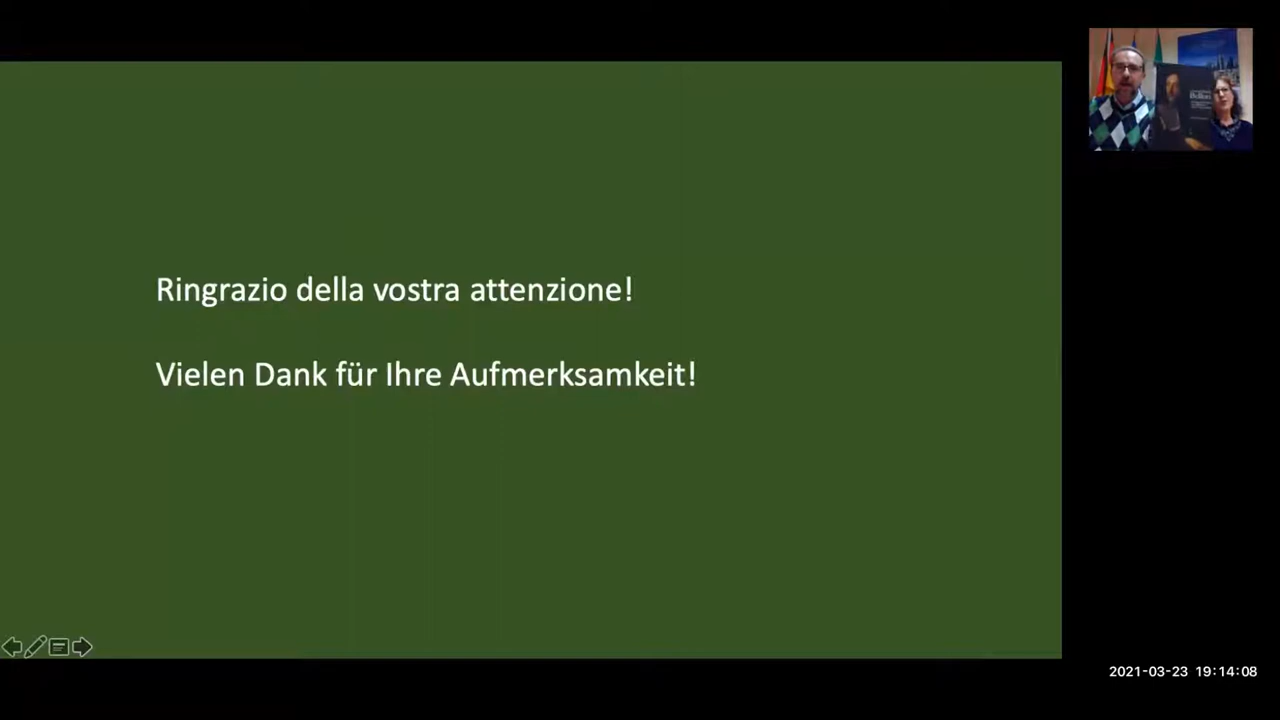 Ringrazio della vostra attenzione!
Vielen Dank für Ihre Aufmerksamkeit!
2021-03-23 19:14:08